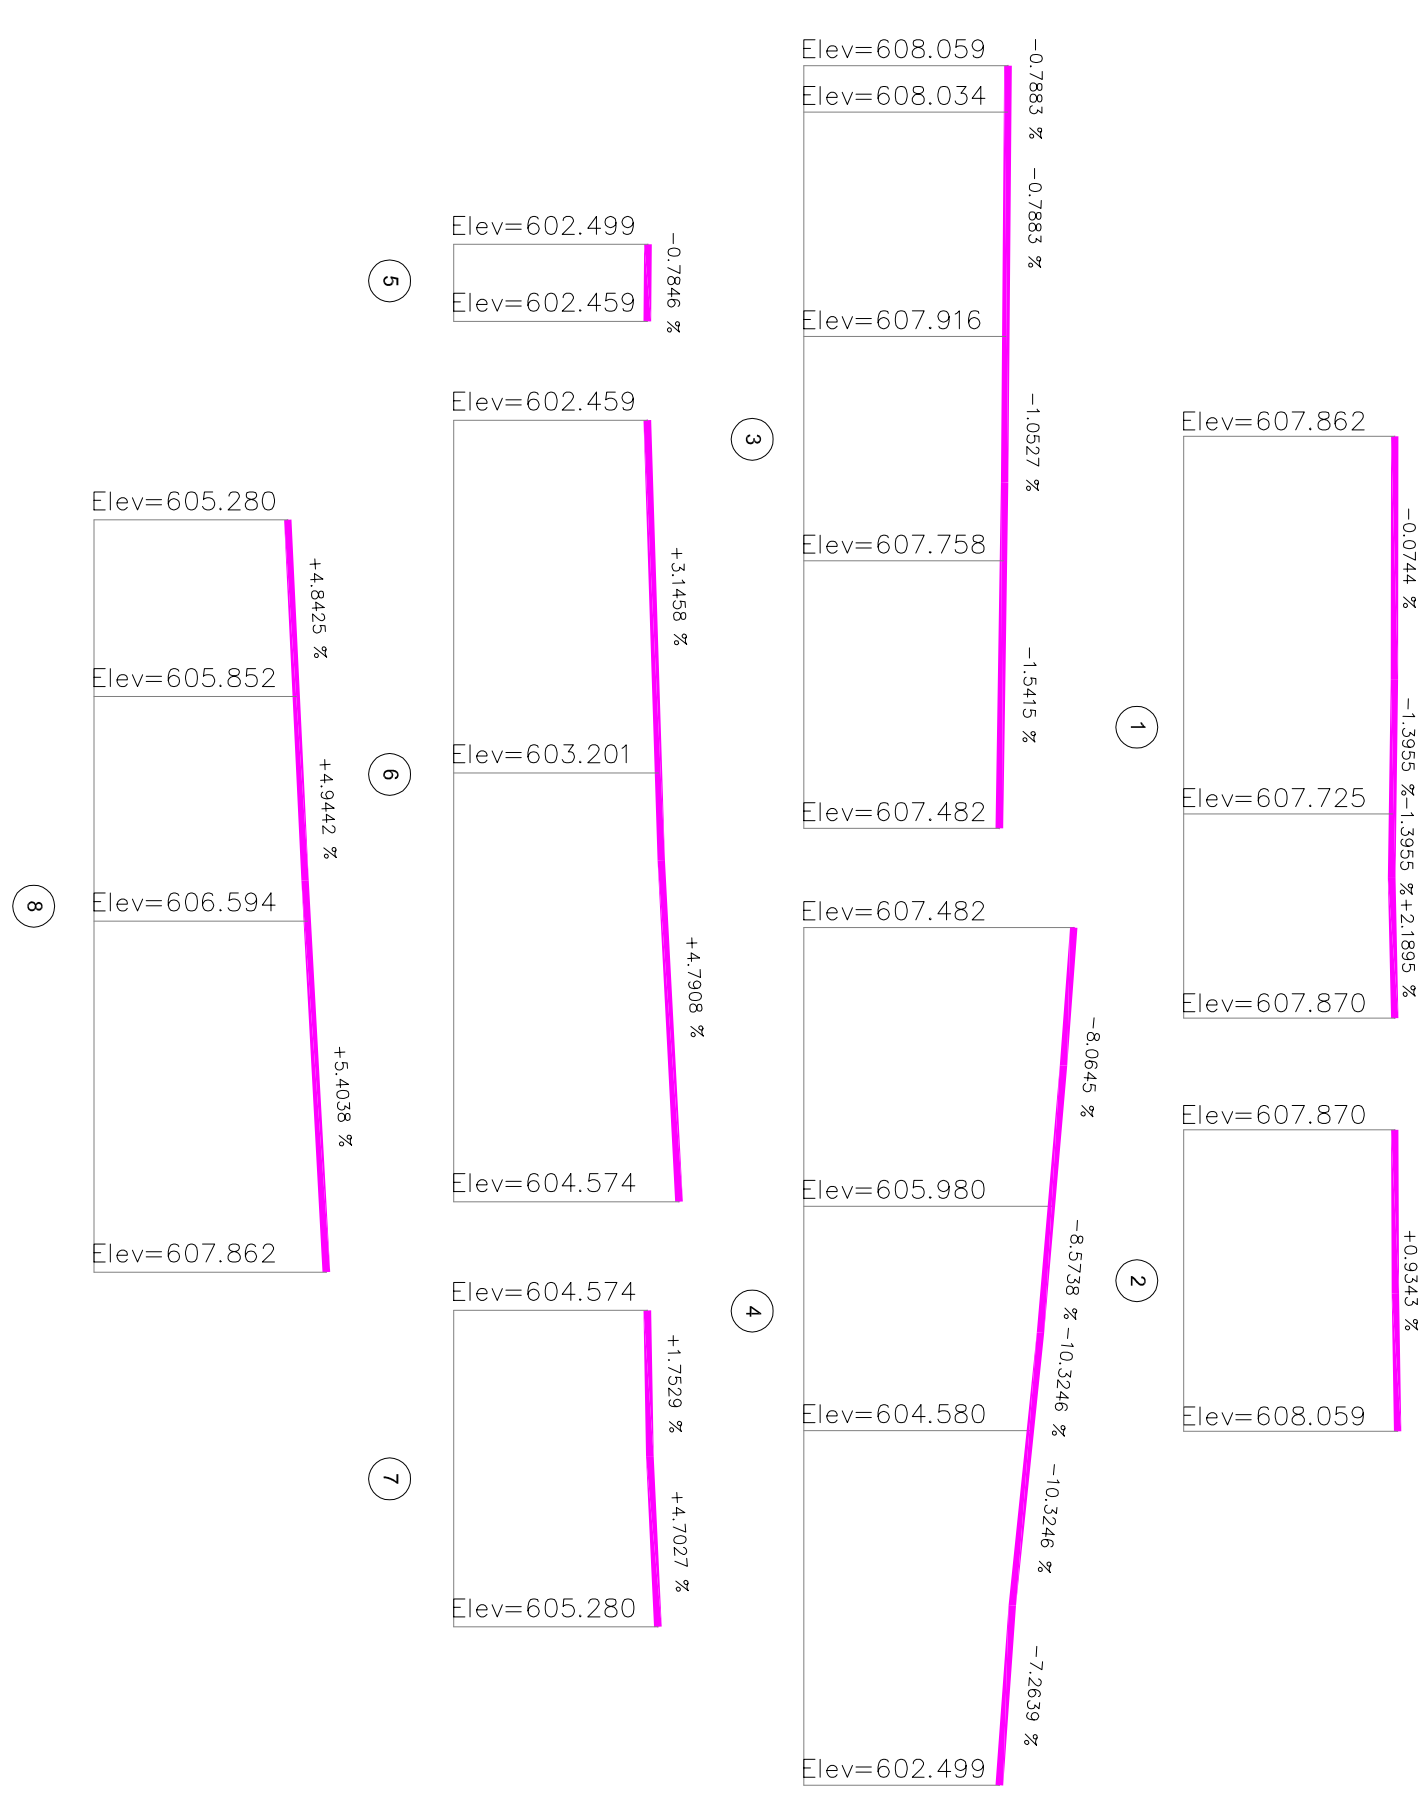 Elev=607.862
-0.0744 %
-1.3955 %
Elev=607.725
-1.3955 %
+2.1895 %
Elev=607.870
1
Elev=607.870
+0.9343 %
Elev=608.059
2
Elev=608.059
-0.7883 %
Elev=608.034
-0.7883 %
Elev=607.916
-1.0527 %
Elev=607.758
-1.5415 %
Elev=607.482
3
Elev=607.482
-8.0645 %
Elev=605.980
-8.5738 %
-10.3246 %
Elev=604.580
-10.3246 %
-7.2639 %
Elev=602.499
4
Elev=602.499
-0.7846 %
Elev=602.459
5
Elev=602.459
+3.1458 %
Elev=603.201
+4.7908 %
Elev=604.574
6
Elev=604.574
+1.7529 %
+4.7027 %
Elev=605.280
7
Elev=605.280
+4.8425 %
Elev=605.852
+4.9442 %
Elev=606.594
+5.4038 %
Elev=607.862
8